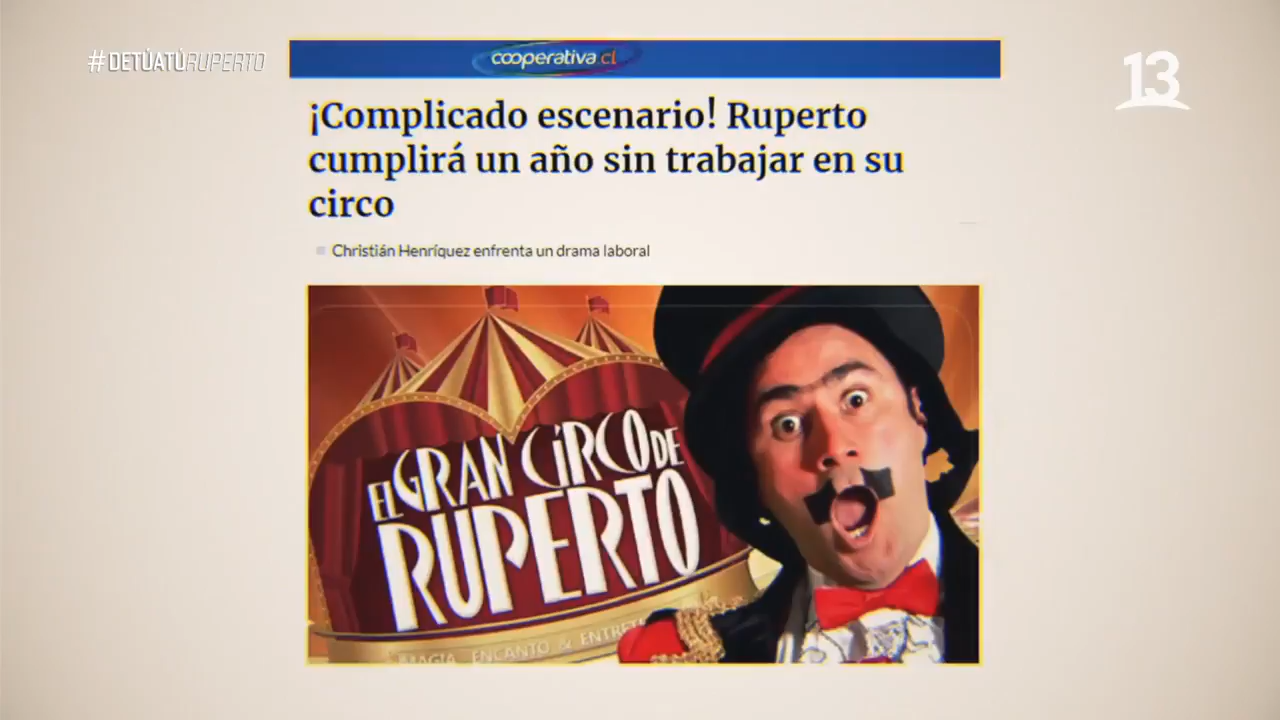 #DETÚATÚRUPERTO
13
cooperativa.cl
¡Complicado escenario! Ruperto
cumplirá un año sin trabajar en su
circo
Christián Henríquez enfrenta un drama laboral
EL GRAN CIRCO DE
RUPERTO
MAGIA ENCANTO &